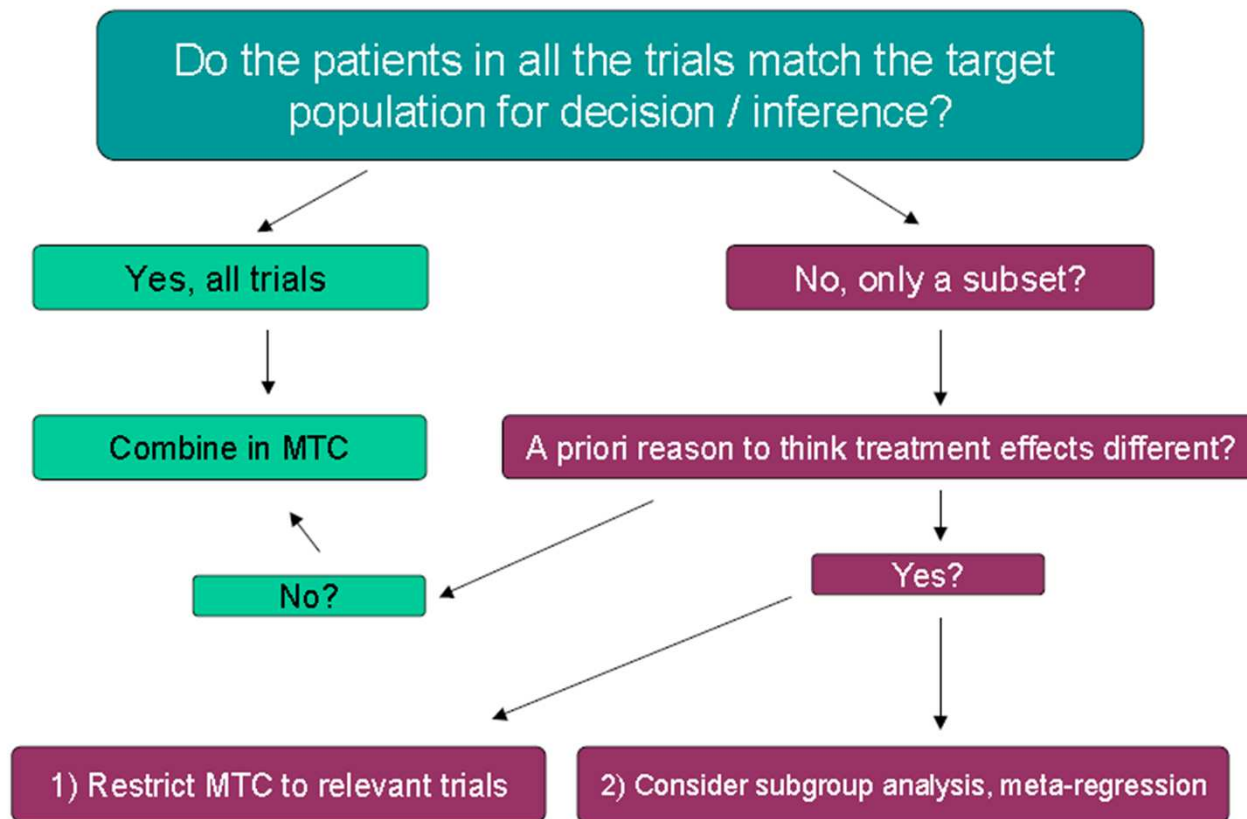 Do the patients in all the trials match the target
population for decision / inference?
Yes, all trials
No, only a subset?
Combine in MTC
A priori reason to think treatment effects different?
No?
Yes?
1) Restrict MTC to relevant trials
2) Consider subgroup analysis, meta-regression